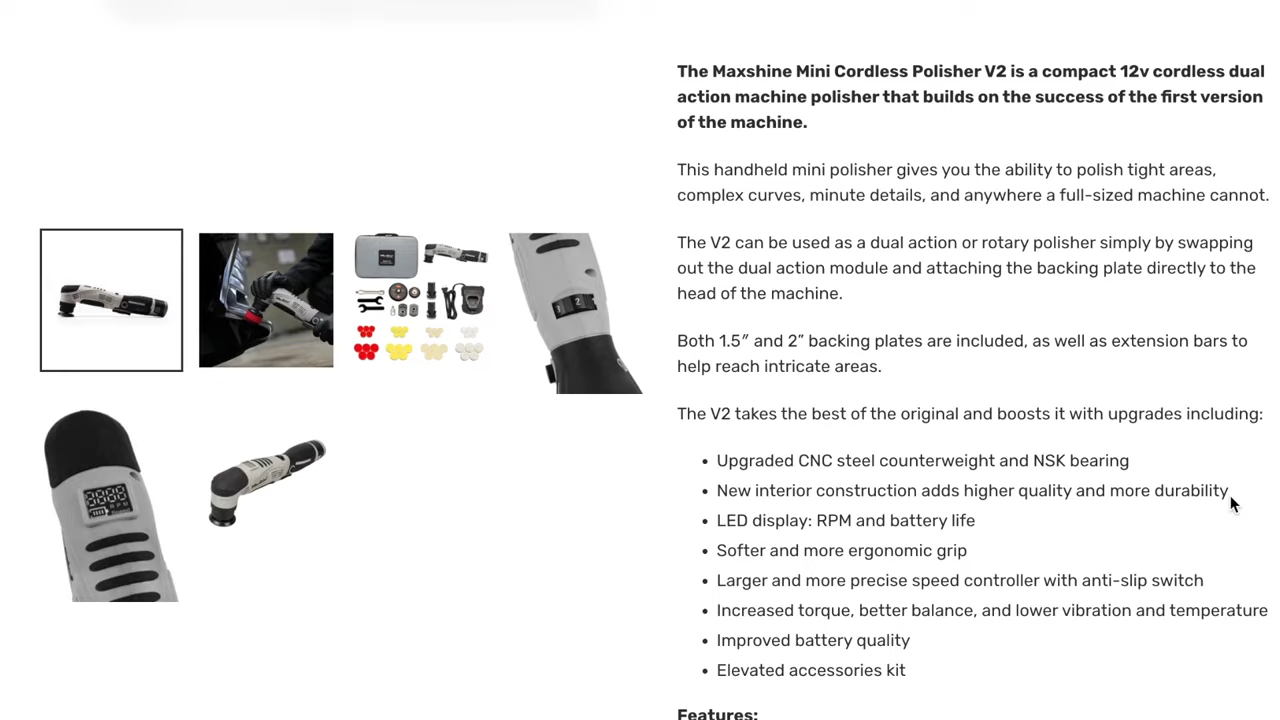 The Maxshine Mini Cordless Polisher V2 is a compact 12v cordless dual
action machine polisher that builds on the success of the first version
of the machine.
This handheld mini polisher gives you the ability to polish tight areas,
complex curves, minute details, and anywhere a full-sized machine cannot.
The V2 can be used as a dual action or rotary polisher simply by swapping
out the dual action module and attaching the backing plate directly to the
head of the machine.
Both 1.5″ and 2” backing plates are included, as well as extension bars to
help reach intricate areas.
The V2 takes the best of the original and boosts it with upgrades including:
• Upgraded CNC steel counterweight and NSK bearing
• New interior construction adds higher quality and more durability
• LED display: RPM and battery life
• Softer and more ergonomic grip
• Larger and more precise speed controller with anti-slip switch
• Increased torque, better balance, and lower vibration and temperature
• Improved battery quality
• Elevated accessories kit
Features:
2
8888
RPM